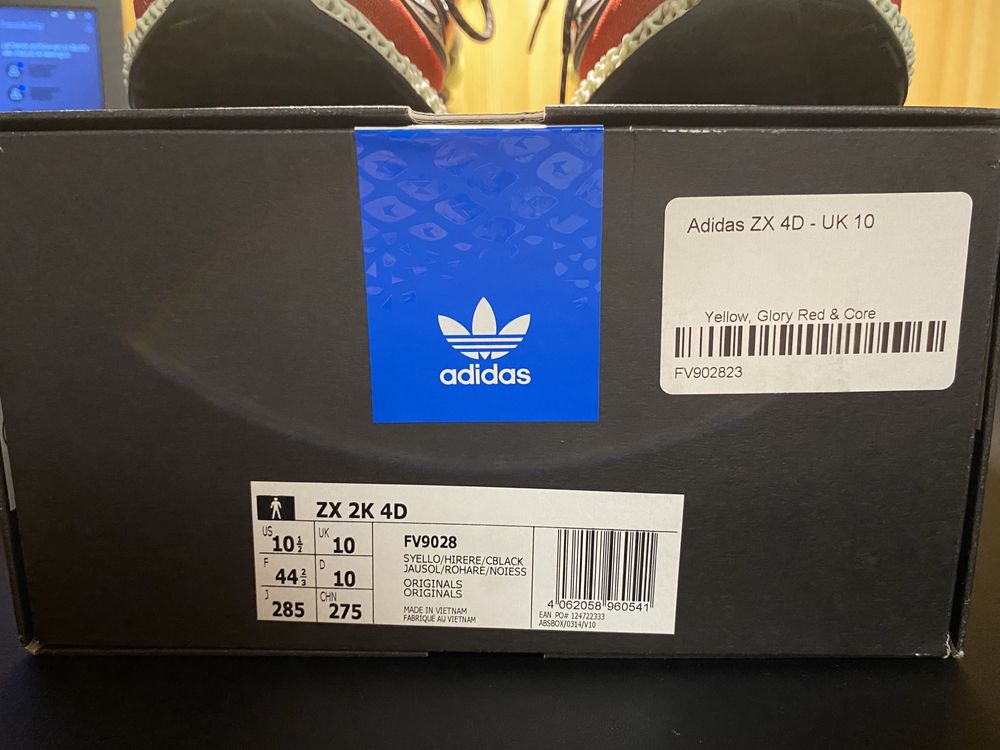 adidas
Adidas ZX 4D - UK 10
Yellow, Glory Red & Core
FV902823
ZX 2K 4D
US 10½ UK 10
F 44⅔ D 10
J 285 CHN 275
FV9028
SYELLO/HIRERE/CBLACK
JAUSOL/ROHARE/NOIESS
ORIGINALS
ORIGINALS
MADE IN VIETNAM
FABRIQUÉ AU VIETNAM
4 062058 960541
EAN PO# 124722333
ABSBOX/0314/V10